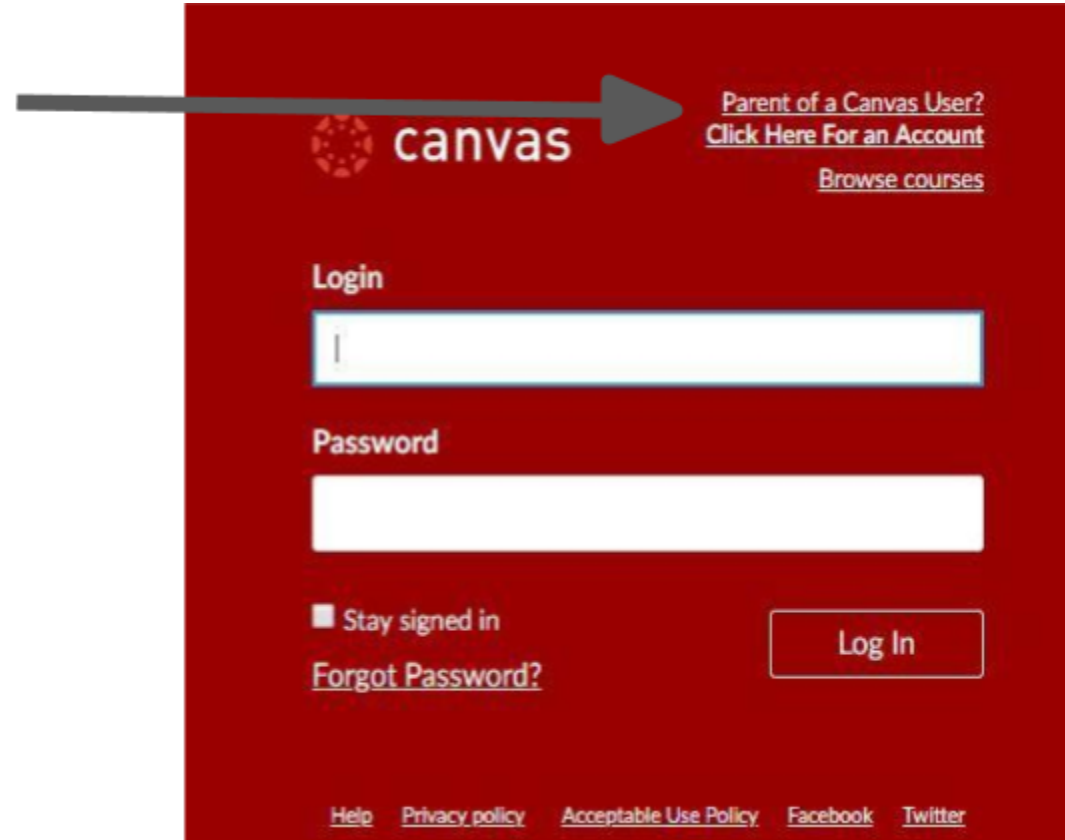 Parent of a Canvas User?
canvas
Click Here For an Account
Browse courses
Login
Password
Stay signed in
Log In
Forgot Password?
Help Privacy policy Acceptable Use Policy Facebook Twitter